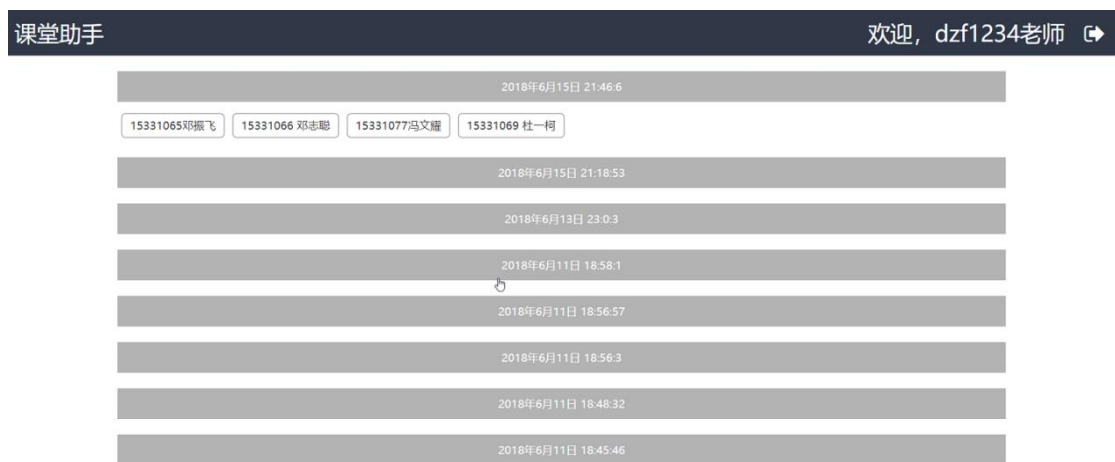 课堂助手 欢迎，dzf1234老师
2018年6月15日 21:46:6
15331065邓振飞 15331066 邓志聪 15331077冯文耀 15331069 杜一柯
2018年6月15日 21:18:53
2018年6月13日 23:0:3
2018年6月11日 18:58:1
2018年6月11日 18:56:57
2018年6月11日 18:56:3
2018年6月11日 18:48:32
2018年6月11日 18:45:46